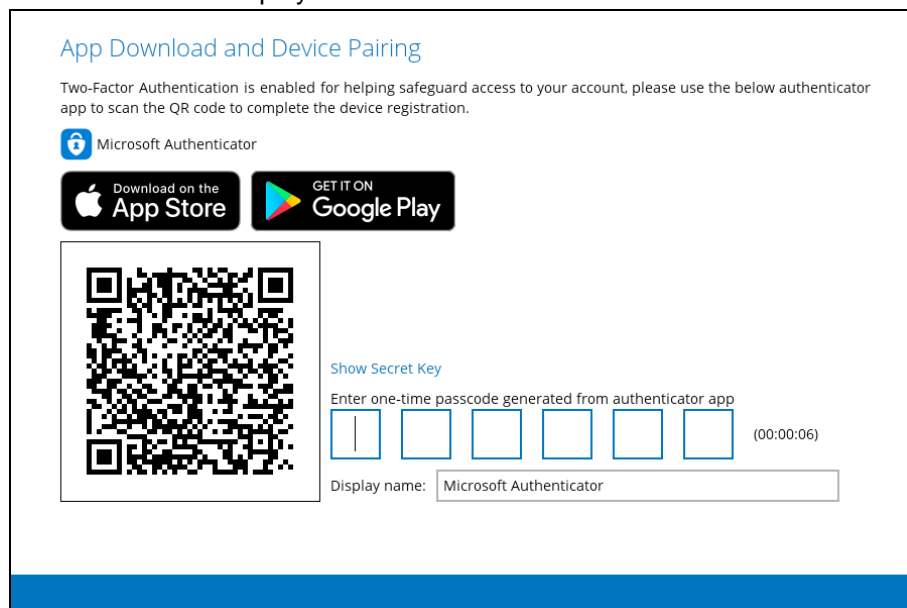 App Download and Device Pairing
Two-Factor Authentication is enabled for helping safeguard access to your account, please use the below authenticator
app to scan the QR code to complete the device registration.
Microsoft Authenticator
Download on the
App Store
GET IT ON
Google Play
Show Secret Key
Enter one-time passcode generated from authenticator app
(00:00:06)
Display name: Microsoft Authenticator